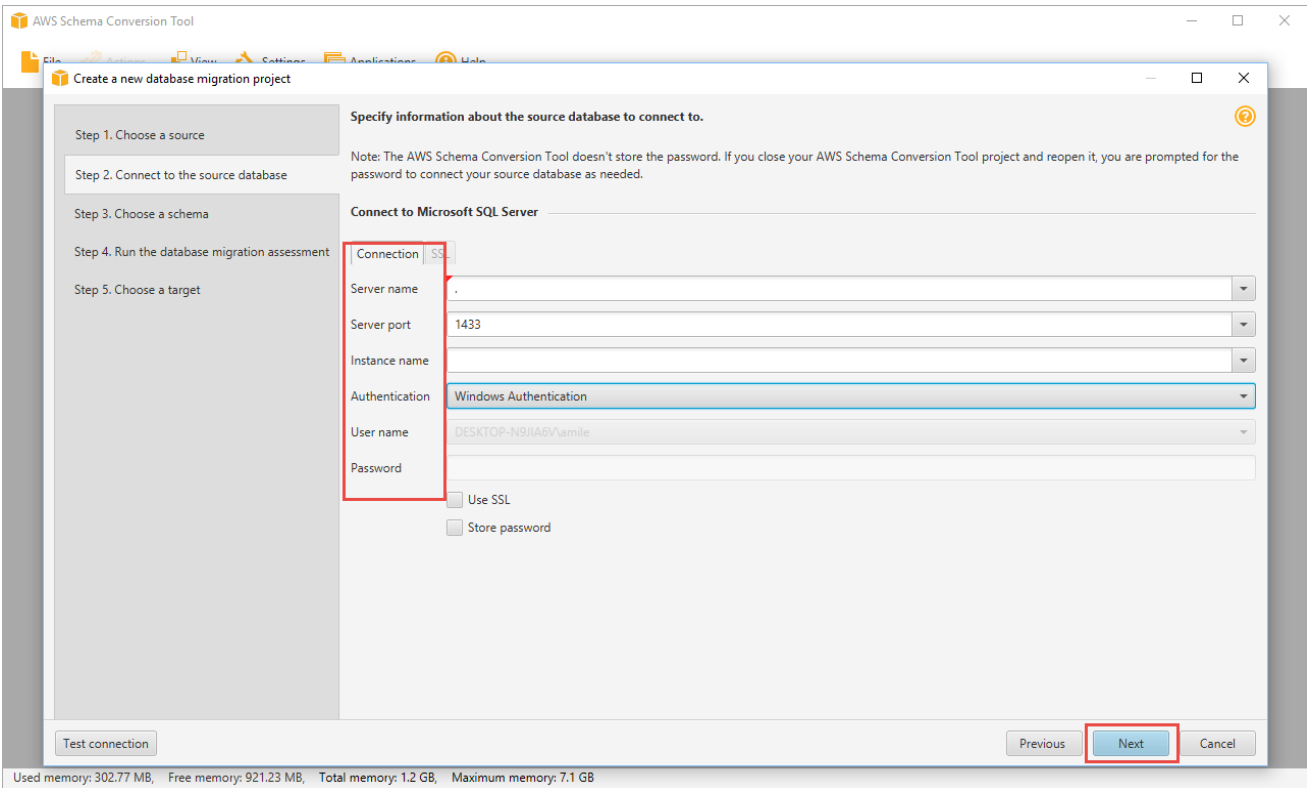 AWS Schema Conversion Tool
File Actions View Settings Applications Help
Create a new database migration project
Step 1. Choose a source
Step 2. Connect to the source database
Step 3. Choose a schema
Step 4. Run the database migration assessment
Step 5. Choose a target
Specify information about the source database to connect to.
Note: The AWS Schema Conversion Tool doesn't store the password. If you close your AWS Schema Conversion Tool project and reopen it, you are prompted for the
password to connect your source database as needed.
Connect to Microsoft SQL Server
Connection SSL
Server name .
Server port 1433
Instance name
Authentication Windows Authentication
User name DESKTOP-N9JIA6V\amile
Password
Use SSL
Store password
Test connection Previous Next Cancel
Used memory: 302.77 MB, Free memory: 921.23 MB, Total memory: 1.2 GB, Maximum memory: 7.1 GB